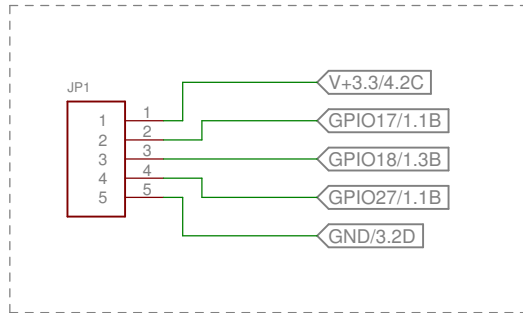 JP1
1 1 V+3.3/4.2C
2 2 GPIO17/1.1B
3 3 GPIO18/1.3B
4 4 GPIO27/1.1B
5 5 GND/3.2D